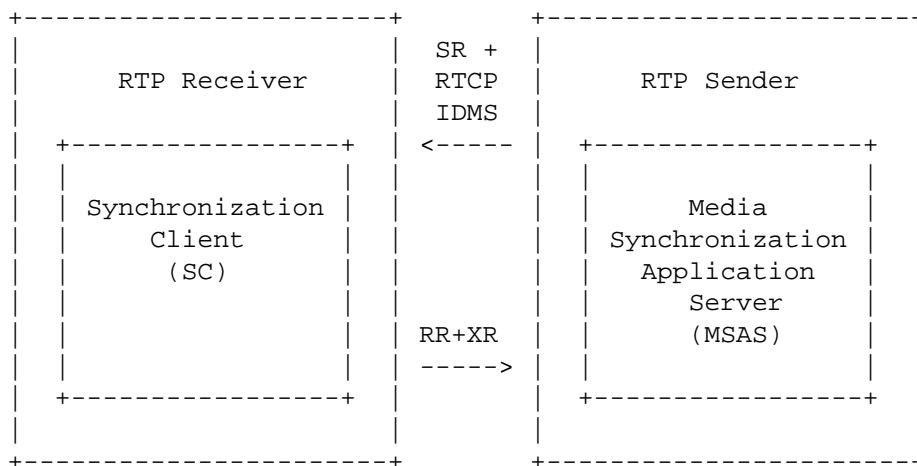 SR +
RTP Receiver RTCP RTP Sender
IDMS
<-----
Synchronization Media
Client Synchronization
(SC) Application
Server
RR+XR (MSAS)
----->